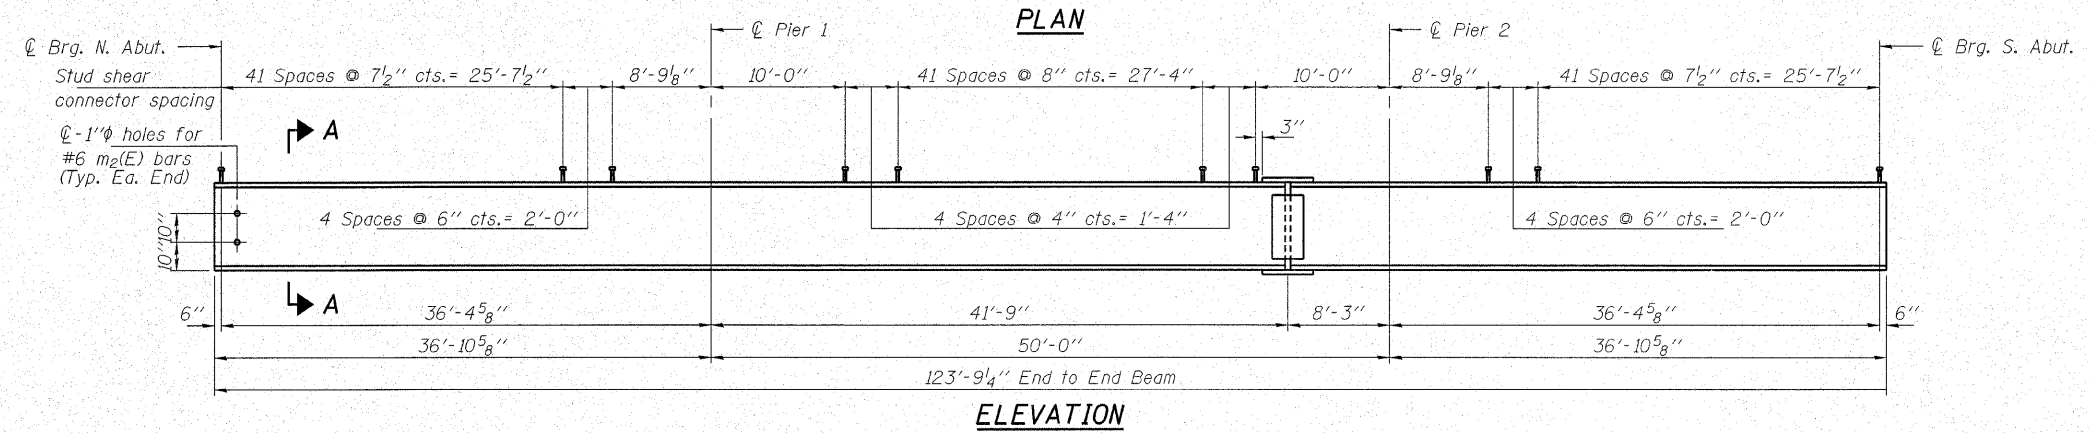 PLAN
℄ Brg. N. Abut.
℄ Pier 1
℄ Pier 2
℄ Brg. S. Abut.
Stud shear
connector spacing
41 Spaces @ 7½" cts.= 25'-7½"
8'-9⅛"
10'-0"
41 Spaces @ 8" cts.= 27'-4"
10'-0"
8'-9⅛"
41 Spaces @ 7½" cts.= 25'-7½"
℄-1"ϕ holes for
#6 m₂(E) bars
(Typ. Ea. End)
A
3"
10"
10"
4 Spaces @ 6" cts.= 2'-0"
4 Spaces @ 4" cts.= 1'-4"
4 Spaces @ 6" cts.= 2'-0"
A
6"
36'-4⅝"
41'-9"
8'-3"
36'-4⅝"
6"
36'-10⅝"
50'-0"
36'-10⅝"
123'-9¼" End to End Beam
ELEVATION